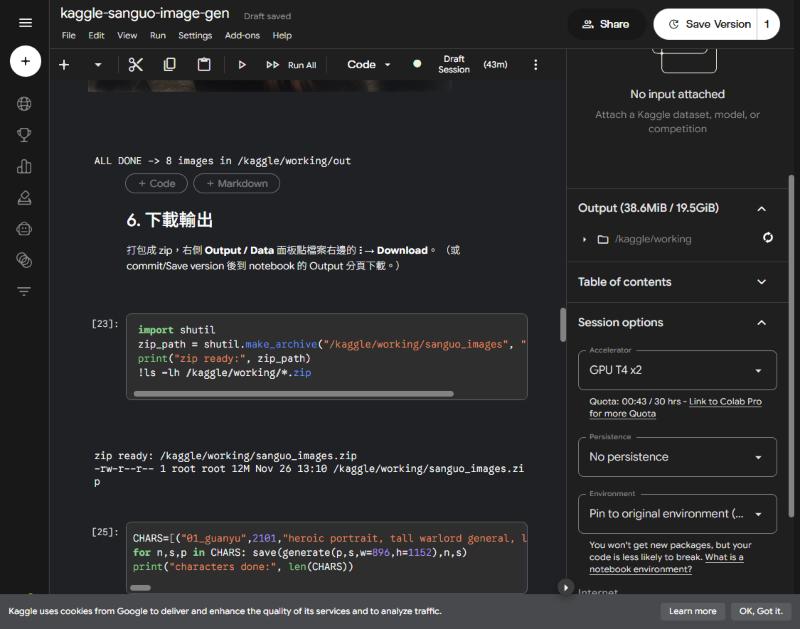 kaggle-sanguo-image-gen Draft saved
File Edit View Run Settings Add-ons Help
Share
Save Version 1
Run All
Code
Draft Session (43m)
ALL DONE -> 8 images in /kaggle/working/out
+ Code + Markdown
6. 下載輸出
打包成 zip，右側 Output / Data 面板點檔案右邊的 ⋮ → Download。（或
commit/Save version 後到 notebook 的 Output 分頁下載。）
[23]:
import shutil
zip_path = shutil.make_archive("/kaggle/working/sanguo_images", "
print("zip ready:", zip_path)
!ls -lh /kaggle/working/*.zip
zip ready: /kaggle/working/sanguo_images.zip
-rw-r--r-- 1 root root 12M Nov 26 13:10 /kaggle/working/sanguo_images.zi
p
[25]:
CHARS=[("01_guanyu",2101,"heroic portrait, tall warlord general, l
for n,s,p in CHARS: save(generate(p,s,w=896,h=1152),n,s)
print("characters done:", len(CHARS))
No input attached
Attach a Kaggle dataset, model, or
competition
Output (38.6MiB / 19.5GiB)
/kaggle/working
Table of contents
Session options
Accelerator
GPU T4 x2
Quota: 00:43 / 30 hrs - Link to Colab Pro
for more Quota
Persistence
No persistence
Environment
Pin to original environment (...
You won't get new packages, but your
code is less likely to break. What is a
notebook environment?
Internet
Kaggle uses cookies from Google to deliver and enhance the quality of its services and to analyze traffic.
Learn more
OK, Got it.